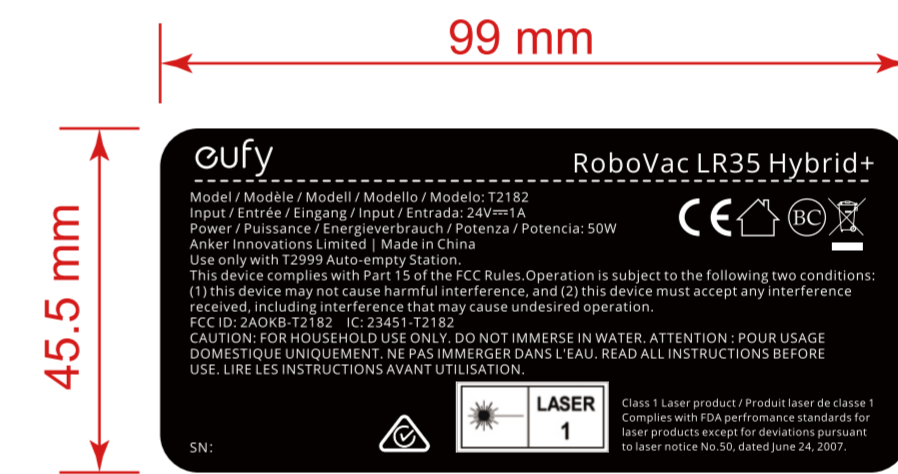 99 mm
45.5 mm
eufy
RoboVac LR35 Hybrid+
Model / Modèle / Modell / Modello / Modelo: T2182
Input / Entrée / Eingang / Input / Entrada: 24V⎓1A
Power / Puissance / Energieverbrauch / Potenza / Potencia: 50W
Anker Innovations Limited | Made in China
Use only with T2999 Auto-empty Station.
This device complies with Part 15 of the FCC Rules.Operation is subject to the following two conditions:
(1) this device may not cause harmful interference, and (2) this device must accept any interference
received, including interference that may cause undesired operation.
FCC ID: 2AOKB-T2182 IC: 23451-T2182
CAUTION: FOR HOUSEHOLD USE ONLY. DO NOT IMMERSE IN WATER. ATTENTION : POUR USAGE
DOMESTIQUE UNIQUEMENT. NE PAS IMMERGER DANS L'EAU. READ ALL INSTRUCTIONS BEFORE
USE. LIRE LES INSTRUCTIONS AVANT UTILISATION.
CE
BC
LASER
1
Class 1 Laser product / Produit laser de classe 1
Complies with FDA perfromance standards for
laser products except for deviations pursuant
to laser notice No.50, dated June 24, 2007.
SN: